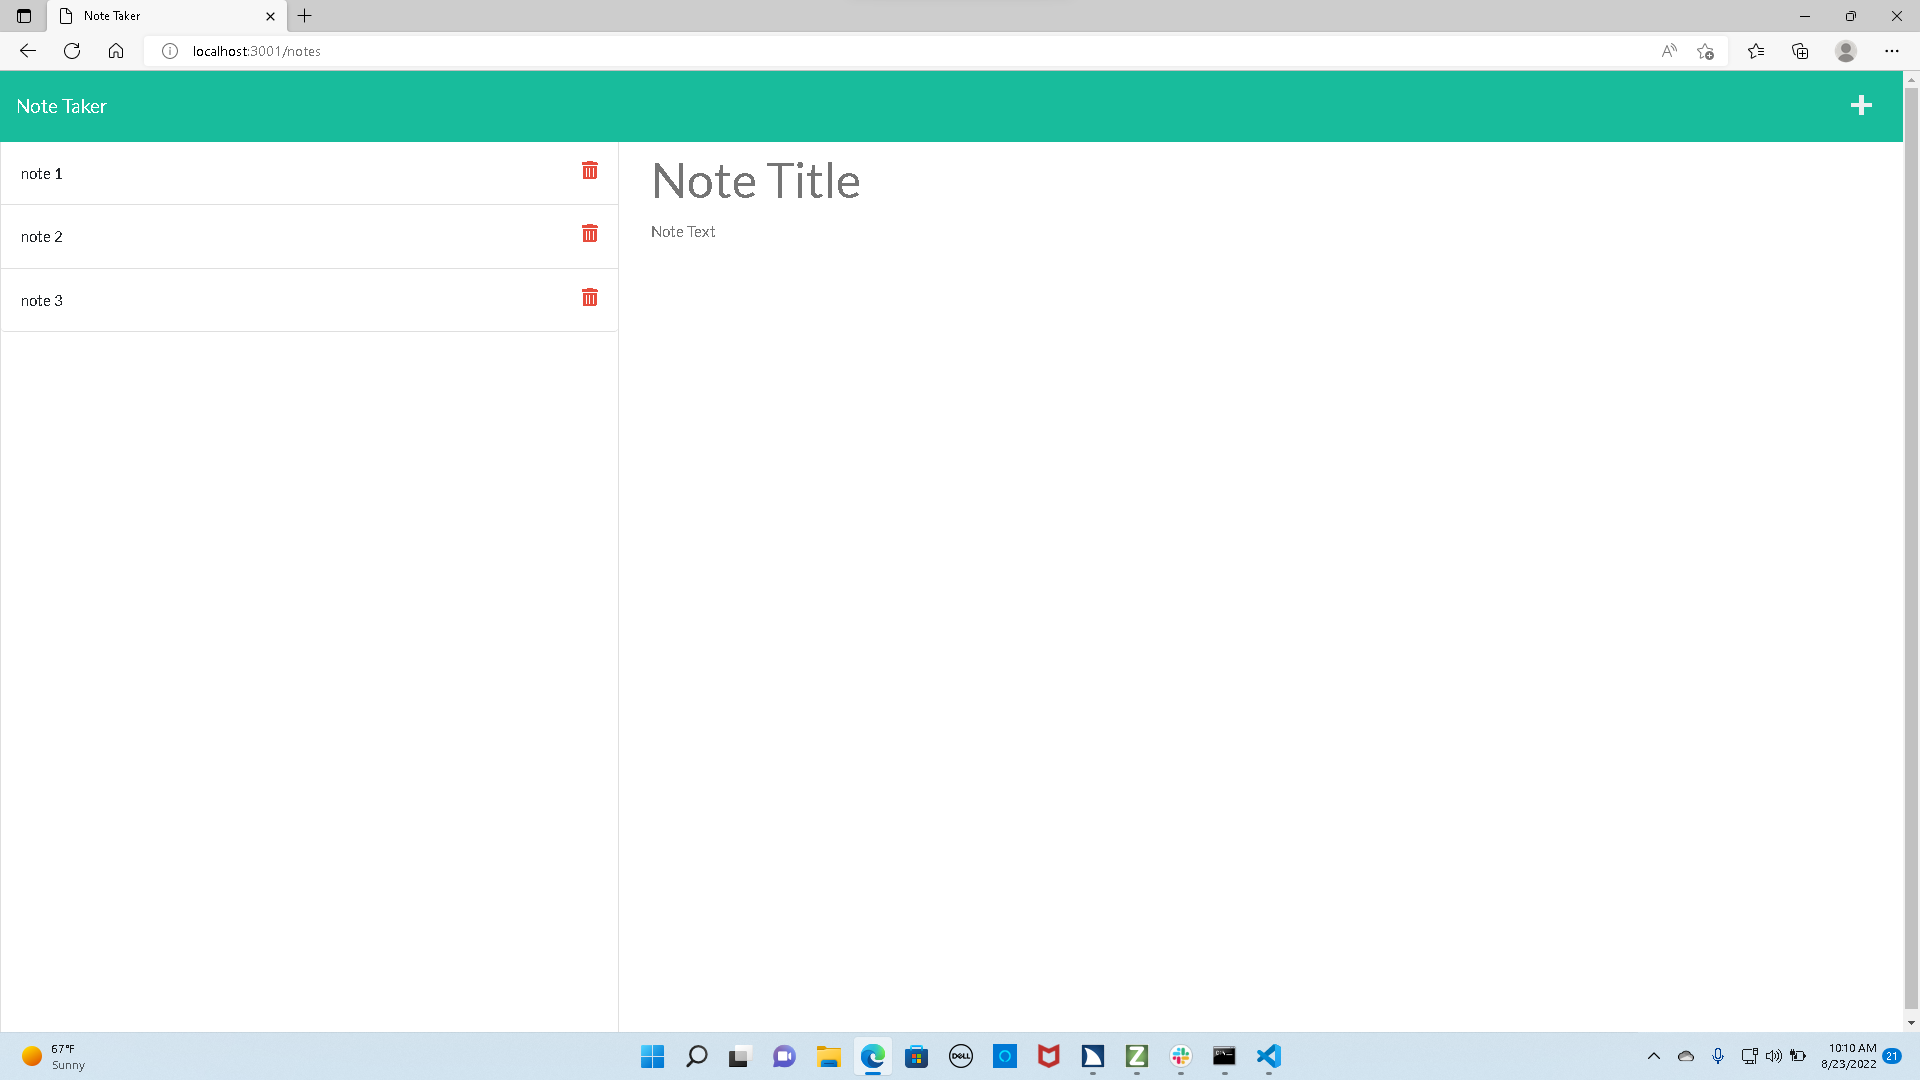 Note Taker
localhost:3001/notes
Note Taker
note 1
note 2
note 3
Note Title
Note Text
67°F
Sunny
DELL
10:10 AM
8/23/2022
21